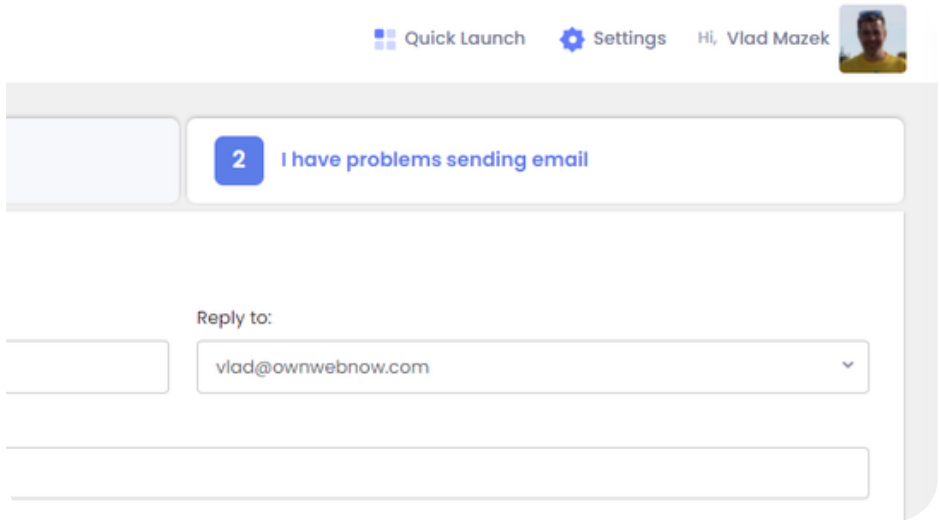 Quick Launch Settings Hi, Vlad Mazek
2 I have problems sending email
Reply to:
vlad@ownwebnow.com